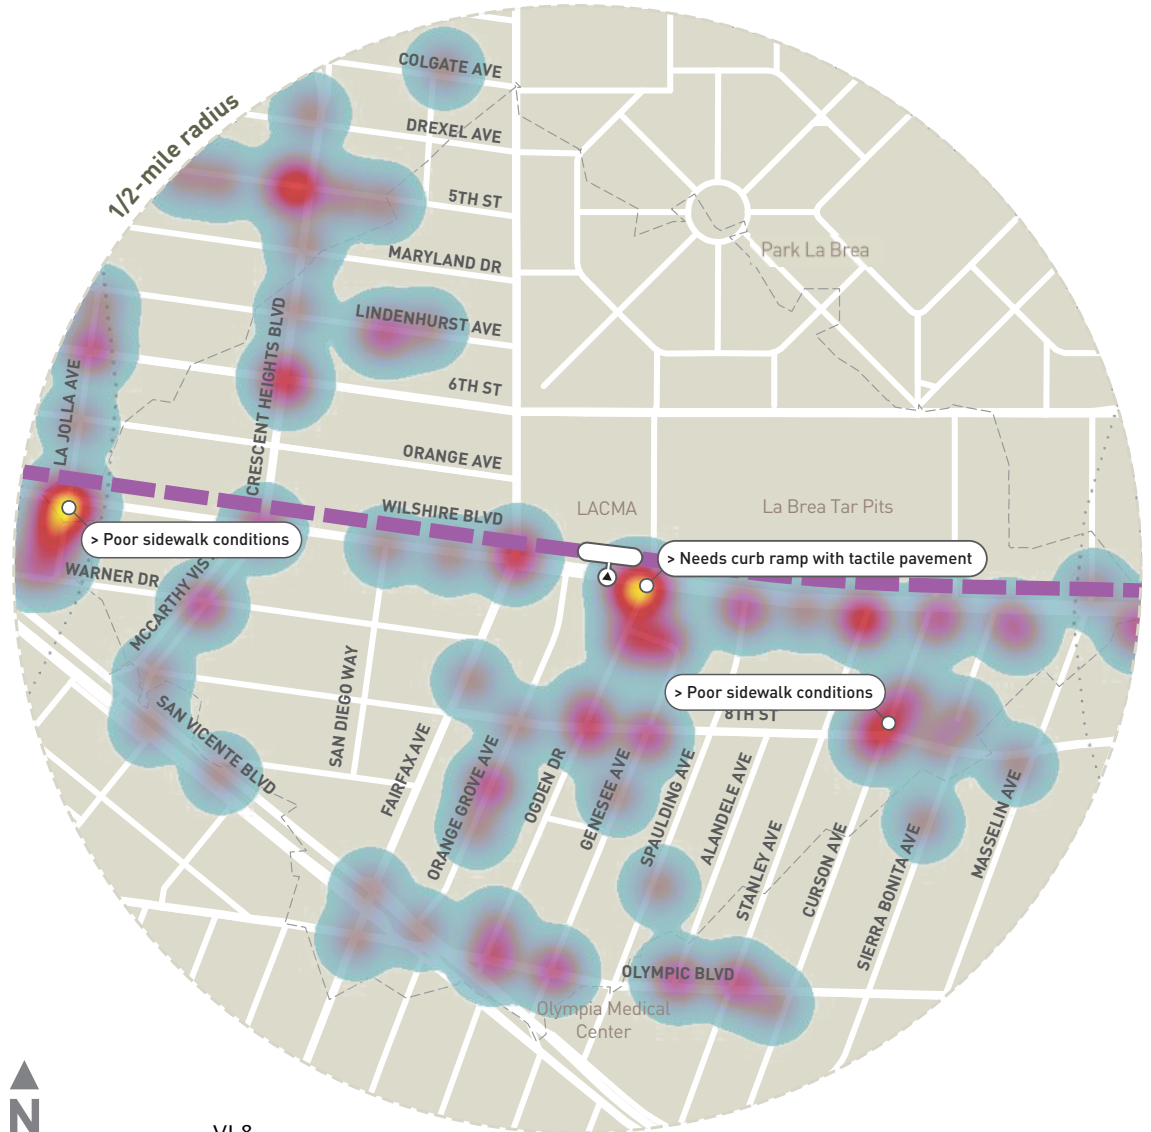 COLGATE AVE
1/2- mile radius
DREXEL AVE
5TH ST
MARYLAND DR
Park La Brea
LINDENHURST AVE
CRESCENT HEIGHTS BLVD
LA JOLLA AVE
6TH ST
ORANGE AVE
WILSHIRE BLVD
LACMA
La Brea Tar Pits
> Poor sidewalk conditions
> Needs curb ramp with tactile pavement
WARNER DR
MCCARTHY VIS
> Poor sidewalk conditions
8TH ST
SAN VICENTE BLVD
SAN DIEGO WAY
FAIRFAX AVE
ORANGE GROVE AVE
OGDEN DR
GENESEE AVE
SPAULDING AVE
ALANDELE AVE
STANLEY AVE
CURSON AVE
SIERRA BONITA AVE
MASSELIN AVE
OLYMPIC BLVD
Olympia Medical
Center
N